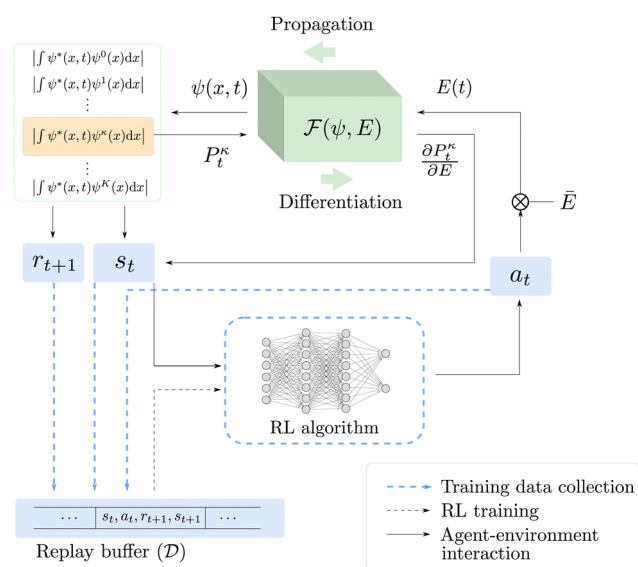 Propagation
|∫ ψ*(x, t)ψ⁰(x)dx|
|∫ ψ*(x, t)ψ¹(x)dx|
⋮
|∫ ψ*(x, t)ψ^κ(x)dx|
⋮
|∫ ψ*(x, t)ψ^K(x)dx|
ψ(x, t)
P_t^κ
F(ψ, E)
E(t)
∂P_t^κ/∂E
Differentiation
⊗ Ē
r_{t+1}
s_t
a_t
RL algorithm
··· s_t, a_t, r_{t+1}, s_{t+1} ···
Replay buffer (D)
Training data collection
RL training
Agent-environment
interaction